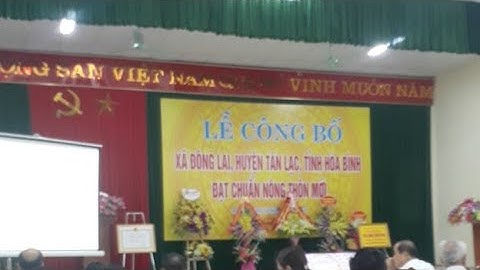 ỘNG SẢN VIỆT NAM
VINH MUÔN NĂM
LỄ CÔNG BỐ
XÃ ĐÔNG LAI, HUYỆN TÂN LẠC, TỈNH HÒA BÌNH
ĐẠT CHUẨN NÔNG THÔN MỚI